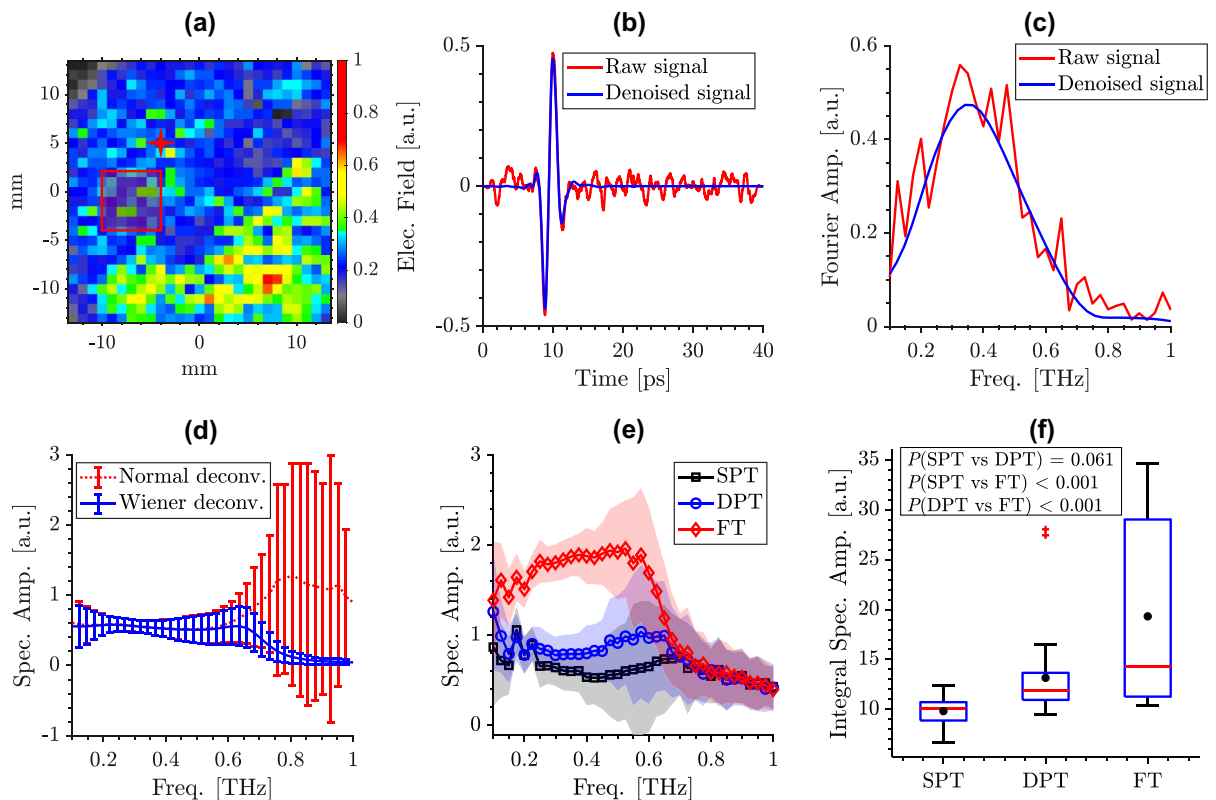 (a)
10
5
0
-5
-10
mm
-10
0
10
mm
1
0.8
0.6
0.4
0.2
0
Elec. Field [a.u.]
(b)
0.5
0
-0.5
0
10
20
30
40
Time [ps]
Raw signal
Denoised signal
(c)
0.6
0.4
0.2
0
Fourier Amp. [a.u.]
0.2
0.4
0.6
0.8
1
Freq. [THz]
Raw signal
Denoised signal
(d)
3
2
1
0
-1
Spec. Amp. [a.u.]
0.2
0.4
0.6
0.8
1
Freq. [THz]
Normal deconv.
Wiener deconv.
(e)
3
2
1
0
Spec. Amp. [a.u.]
0.2
0.4
0.6
0.8
1
Freq. [THz]
SPT
DPT
FT
(f)
35
30
25
20
15
10
Integral Spec. Amp. [a.u.]
P(SPT vs DPT) = 0.061
P(SPT vs FT) < 0.001
P(DPT vs FT) < 0.001
SPT
DPT
FT